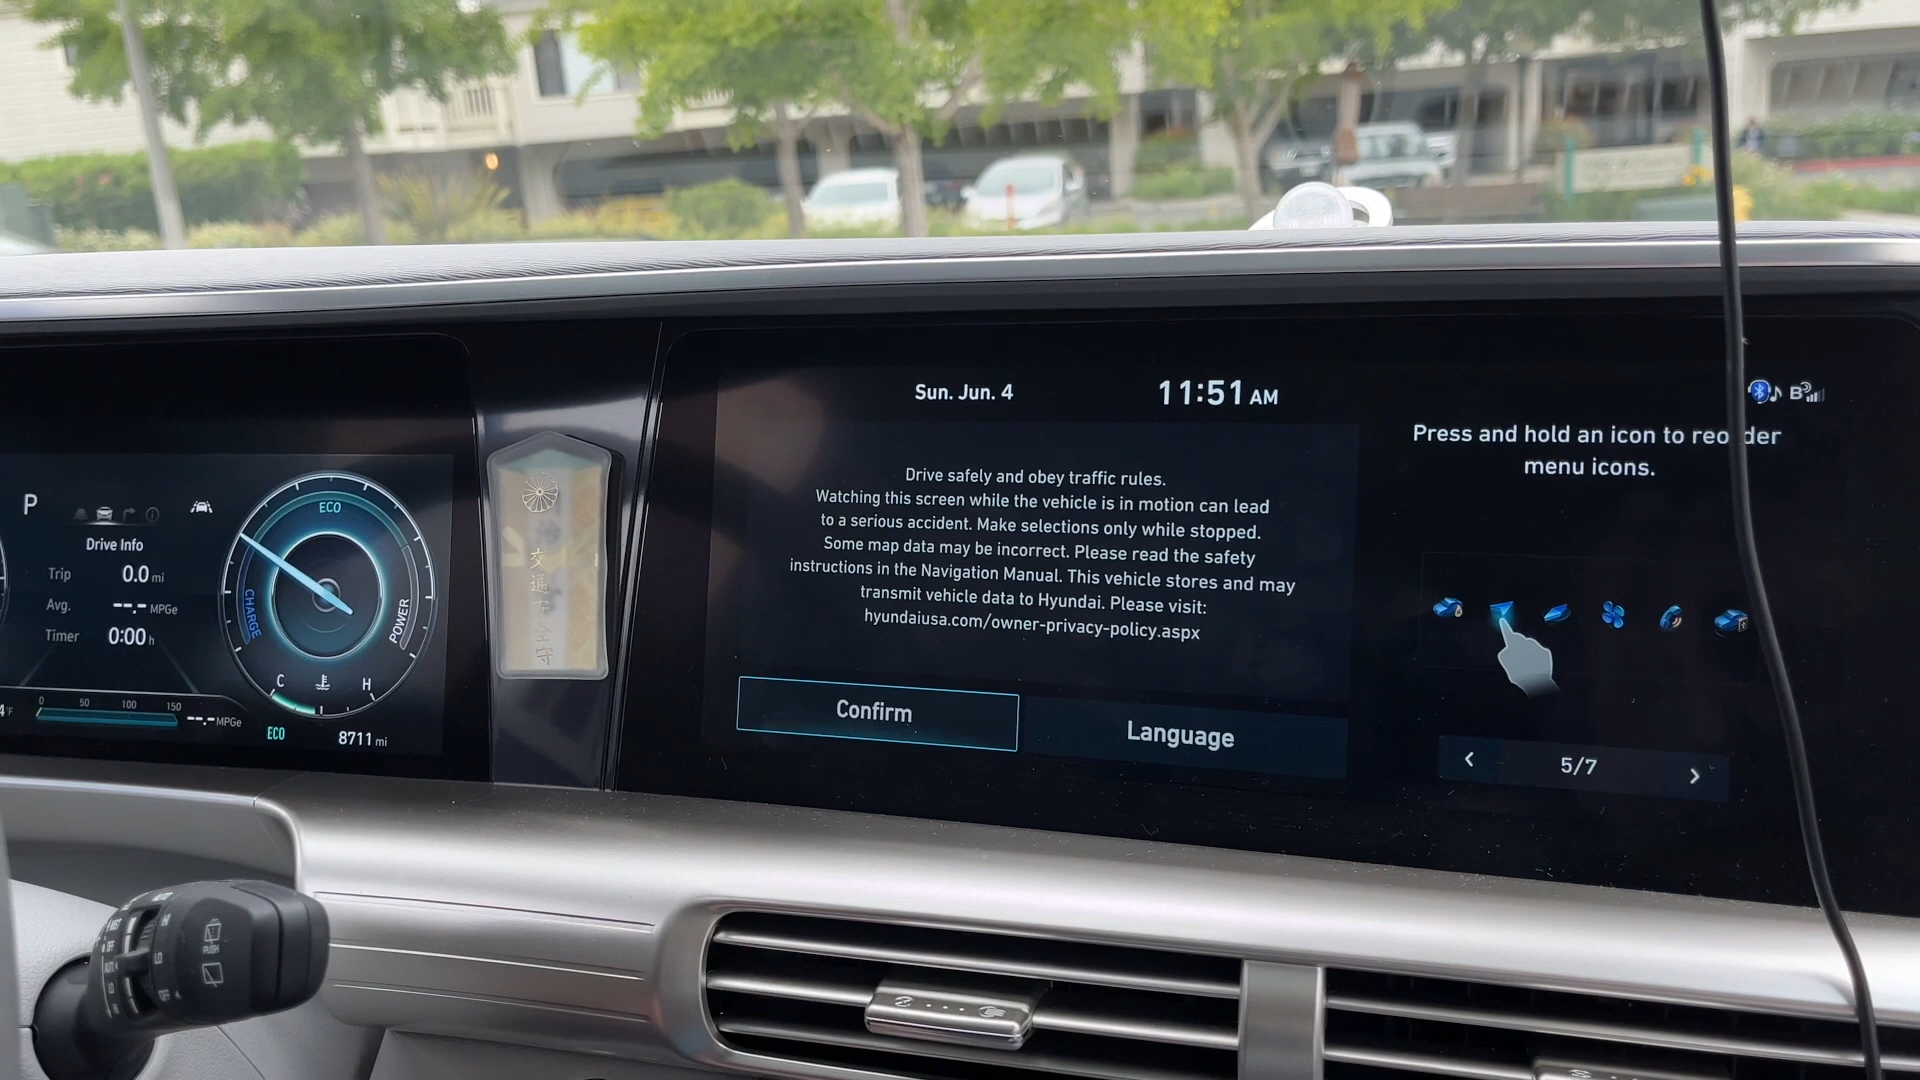 P
Drive Info
Trip 0.0 mi
Avg. --.- MPGe
Timer 0:00 h
0 50 100 150
--.- MPGe
ECO
CHARGE
POWER
C H
ECO
8711 mi
交通安全守
Sun. Jun. 4
11:51 AM
Drive safely and obey traffic rules.
Watching this screen while the vehicle is in motion can lead
to a serious accident. Make selections only while stopped.
Some map data may be incorrect. Please read the safety
instructions in the Navigation Manual. This vehicle stores and may
transmit vehicle data to Hyundai. Please visit:
hyundaiusa.com/owner-privacy-policy.aspx
Confirm
Language
Press and hold an icon to reorder
menu icons.
5/7
PUSH
OFF